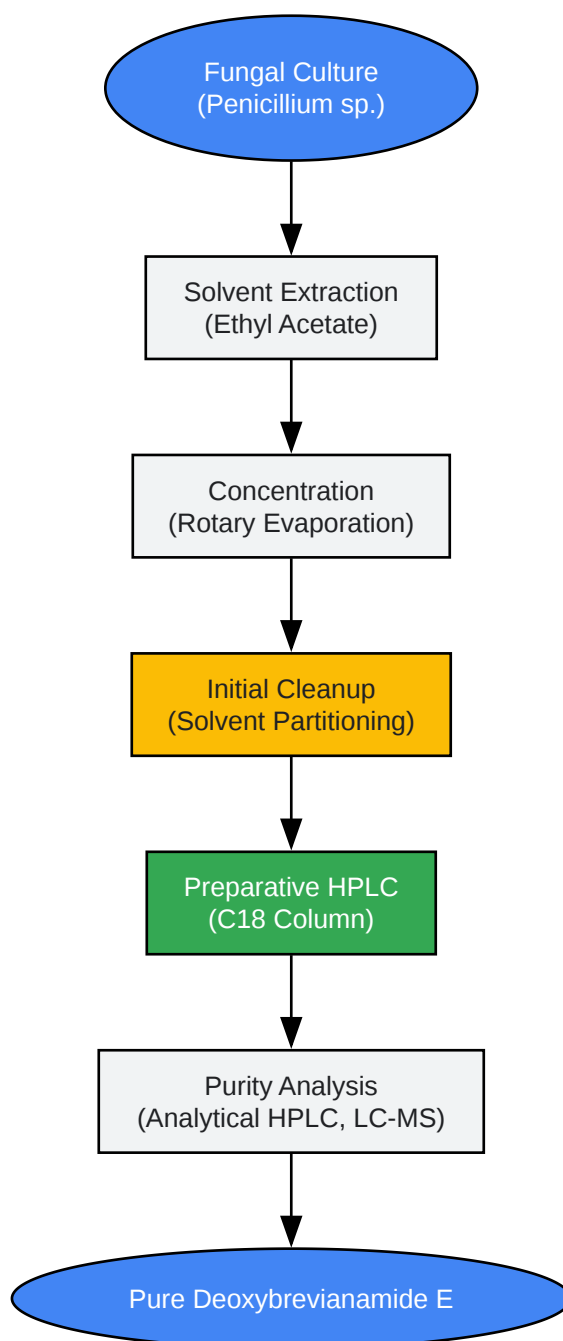 Fungal Culture
(Penicillium sp.)
Solvent Extraction
(Ethyl Acetate)
Concentration
(Rotary Evaporation)
Initial Cleanup
(Solvent Partitioning)
Preparative HPLC
(C18 Column)
Purity Analysis
(Analytical HPLC, LC-MS)
Pure Deoxybrevianamide E